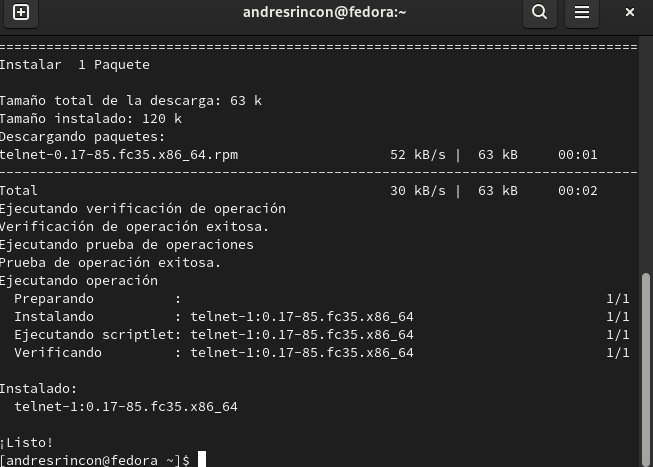 andresrincon@fedora:~
================================================================================
Instalar  1 Paquete
Tamaño total de la descarga: 63 k
Tamaño instalado: 120 k
Descargando paquetes:
telnet-0.17-85.fc35.x86_64.rpm                   52 kB/s |  63 kB     00:01
--------------------------------------------------------------------------------
Total                                            30 kB/s |  63 kB     00:02
Ejecutando verificación de operación
Verificación de operación exitosa.
Ejecutando prueba de operaciones
Prueba de operación exitosa.
Ejecutando operación
  Preparando          :                                                     1/1
  Instalando          : telnet-1:0.17-85.fc35.x86_64                        1/1
  Ejecutando scriptlet: telnet-1:0.17-85.fc35.x86_64                        1/1
  Verificando         : telnet-1:0.17-85.fc35.x86_64                        1/1
Instalado:
  telnet-1:0.17-85.fc35.x86_64
¡Listo!
[andresrincon@fedora ~]$